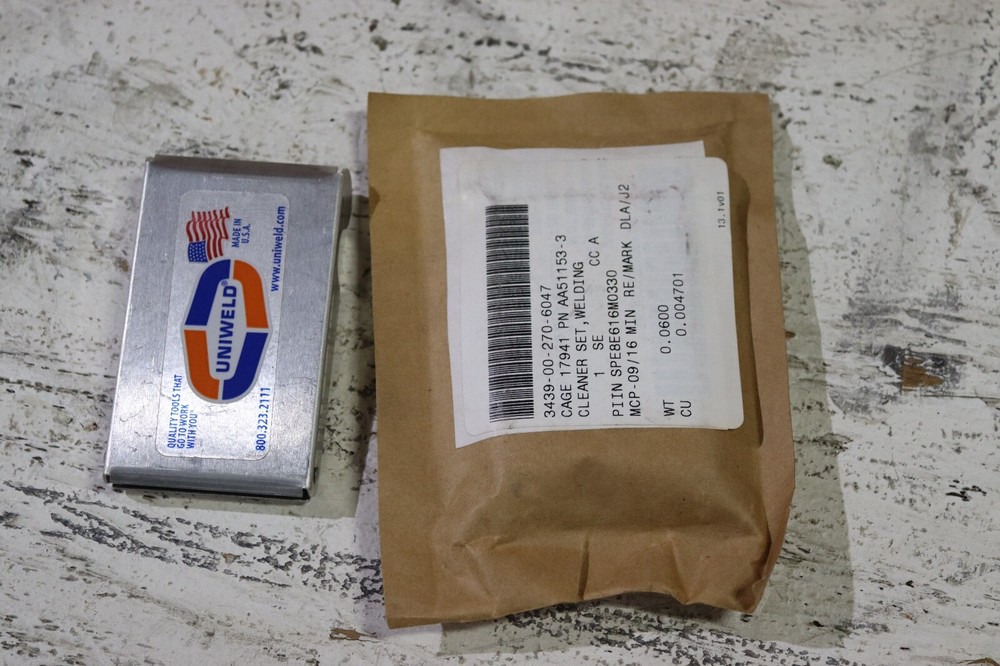 MADE IN
U.S.A.
www.uniweld.com
UNIWELD®
QUALITY TOOLS THAT
GO TO WORK
WITH YOU®
800.323.2111
3439-00-270-6047
CAGE 17941 PN AA51153-3
CLEANER SET,WELDING
1 SE CC A
PIIN SPE8E616M0330
MCP-09/16 MIN RE/MARK DLA/J2
WT 0.0600
CU 0.004701
13.1v01